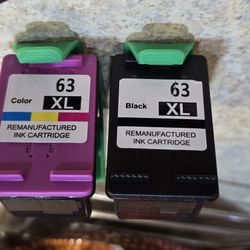 63
Color XL
REMANUFACTURED
INK CARTRIDGE
63
Black XL
REMANUFACTURED
INK CARTRIDGE